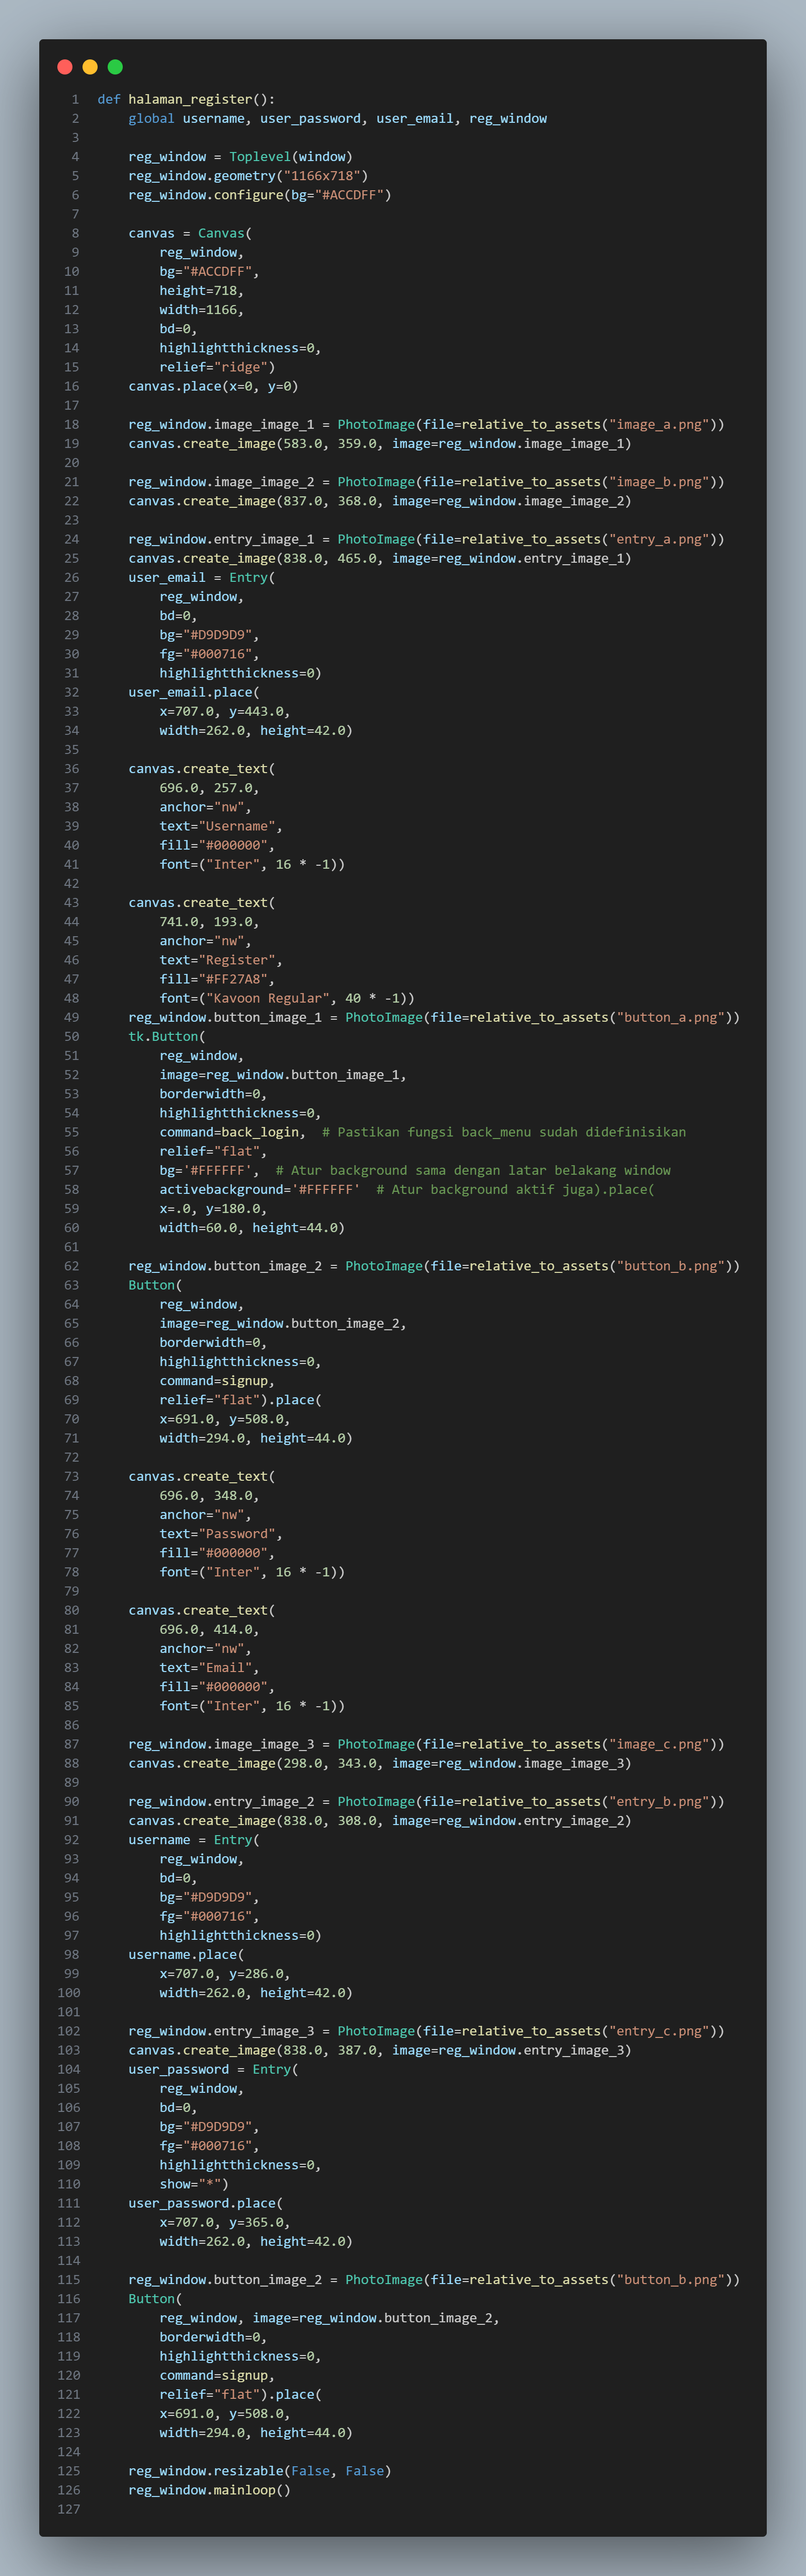 1 def halaman_register():
2     global username, user_password, user_email, reg_window
3
4     reg_window = Toplevel(window)
5     reg_window.geometry("1166x718")
6     reg_window.configure(bg="#ACCDFF")
7
8     canvas = Canvas(
9         reg_window,
10         bg="#ACCDFF",
11         height=718,
12         width=1166,
13         bd=0,
14         highlightthickness=0,
15         relief="ridge")
16     canvas.place(x=0, y=0)
17
18     reg_window.image_image_1 = PhotoImage(file=relative_to_assets("image_a.png"))
19     canvas.create_image(583.0, 359.0, image=reg_window.image_image_1)
20
21     reg_window.image_image_2 = PhotoImage(file=relative_to_assets("image_b.png"))
22     canvas.create_image(837.0, 368.0, image=reg_window.image_image_2)
23
24     reg_window.entry_image_1 = PhotoImage(file=relative_to_assets("entry_a.png"))
25     canvas.create_image(838.0, 465.0, image=reg_window.entry_image_1)
26     user_email = Entry(
27         reg_window,
28         bd=0,
29         bg="#D9D9D9",
30         fg="#000716",
31         highlightthickness=0)
32     user_email.place(
33         x=707.0, y=443.0,
34         width=262.0, height=42.0)
35
36     canvas.create_text(
37         696.0, 257.0,
38         anchor="nw",
39         text="Username",
40         fill="#000000",
41         font=("Inter", 16 * -1))
42
43     canvas.create_text(
44         741.0, 193.0,
45         anchor="nw",
46         text="Register",
47         fill="#FF27A8",
48         font=("Kavoon Regular", 40 * -1))
49     reg_window.button_image_1 = PhotoImage(file=relative_to_assets("button_a.png"))
50     tk.Button(
51         reg_window,
52         image=reg_window.button_image_1,
53         borderwidth=0,
54         highlightthickness=0,
55         command=back_login,  # Pastikan fungsi back_menu sudah didefinisikan
56         relief="flat",
57         bg='#FFFFFF',  # Atur background sama dengan latar belakang window
58         activebackground='#FFFFFF'  # Atur background aktif juga).place(
59         x=.0, y=180.0,
60         width=60.0, height=44.0)
61
62     reg_window.button_image_2 = PhotoImage(file=relative_to_assets("button_b.png"))
63     Button(
64         reg_window,
65         image=reg_window.button_image_2,
66         borderwidth=0,
67         highlightthickness=0,
68         command=signup,
69         relief="flat").place(
70         x=691.0, y=508.0,
71         width=294.0, height=44.0)
72
73     canvas.create_text(
74         696.0, 348.0,
75         anchor="nw",
76         text="Password",
77         fill="#000000",
78         font=("Inter", 16 * -1))
79
80     canvas.create_text(
81         696.0, 414.0,
82         anchor="nw",
83         text="Email",
84         fill="#000000",
85         font=("Inter", 16 * -1))
86
87     reg_window.image_image_3 = PhotoImage(file=relative_to_assets("image_c.png"))
88     canvas.create_image(298.0, 343.0, image=reg_window.image_image_3)
89
90     reg_window.entry_image_2 = PhotoImage(file=relative_to_assets("entry_b.png"))
91     canvas.create_image(838.0, 308.0, image=reg_window.entry_image_2)
92     username = Entry(
93         reg_window,
94         bd=0,
95         bg="#D9D9D9",
96         fg="#000716",
97         highlightthickness=0)
98     username.place(
99         x=707.0, y=286.0,
100         width=262.0, height=42.0)
101
102     reg_window.entry_image_3 = PhotoImage(file=relative_to_assets("entry_c.png"))
103     canvas.create_image(838.0, 387.0, image=reg_window.entry_image_3)
104     user_password = Entry(
105         reg_window,
106         bd=0,
107         bg="#D9D9D9",
108         fg="#000716",
109         highlightthickness=0,
110         show="*")
111     user_password.place(
112         x=707.0, y=365.0,
113         width=262.0, height=42.0)
114
115     reg_window.button_image_2 = PhotoImage(file=relative_to_assets("button_b.png"))
116     Button(
117         reg_window, image=reg_window.button_image_2,
118         borderwidth=0,
119         highlightthickness=0,
120         command=signup,
121         relief="flat").place(
122         x=691.0, y=508.0,
123         width=294.0, height=44.0)
124
125     reg_window.resizable(False, False)
126     reg_window.mainloop()
127